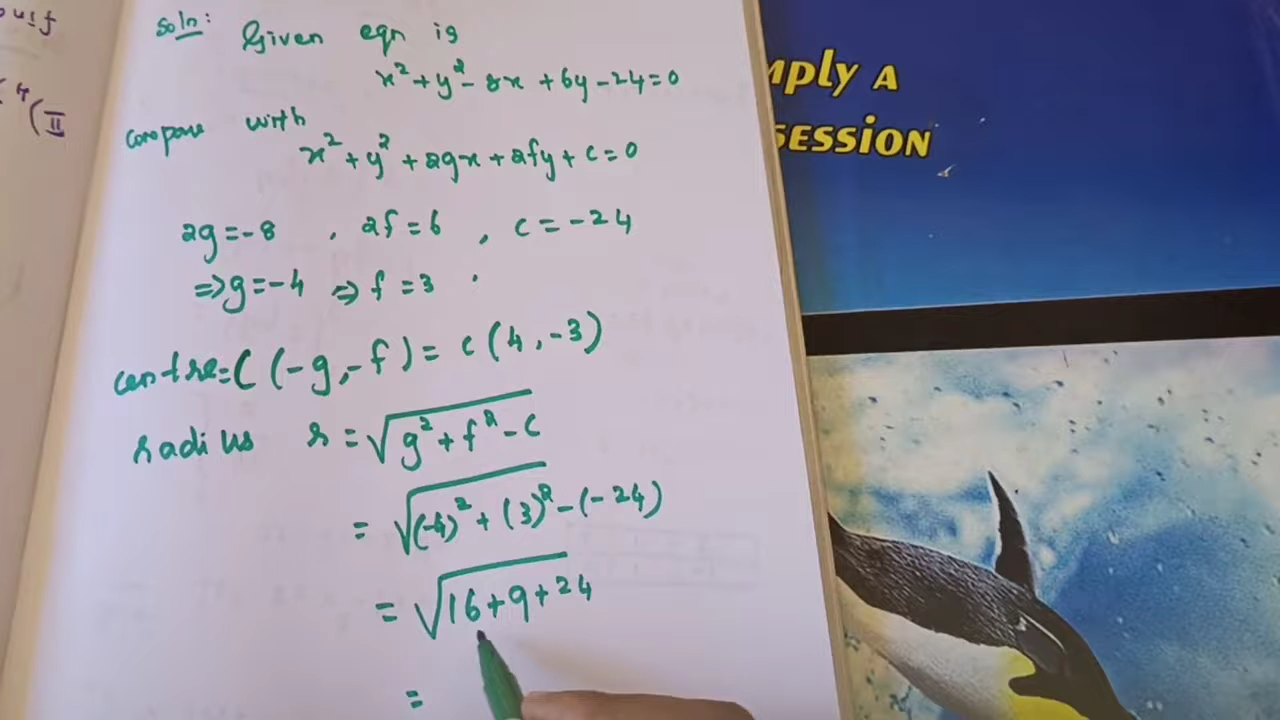 Soln: Given eqn is
x² + y² - 8x + 6y - 24 = 0
compare with
x² + y² + 2gx + 2fy + c = 0
2g = -8 , 2f = 6 , c = -24
⇒ g = -4 ⇒ f = 3 .
centre = C (-g, -f) = c (4, -3)
radius r = √g² + f² - c
= √(-4)² + (3)² - (-24)
= √16 + 9 + 24
=
MPLY A
SESSION